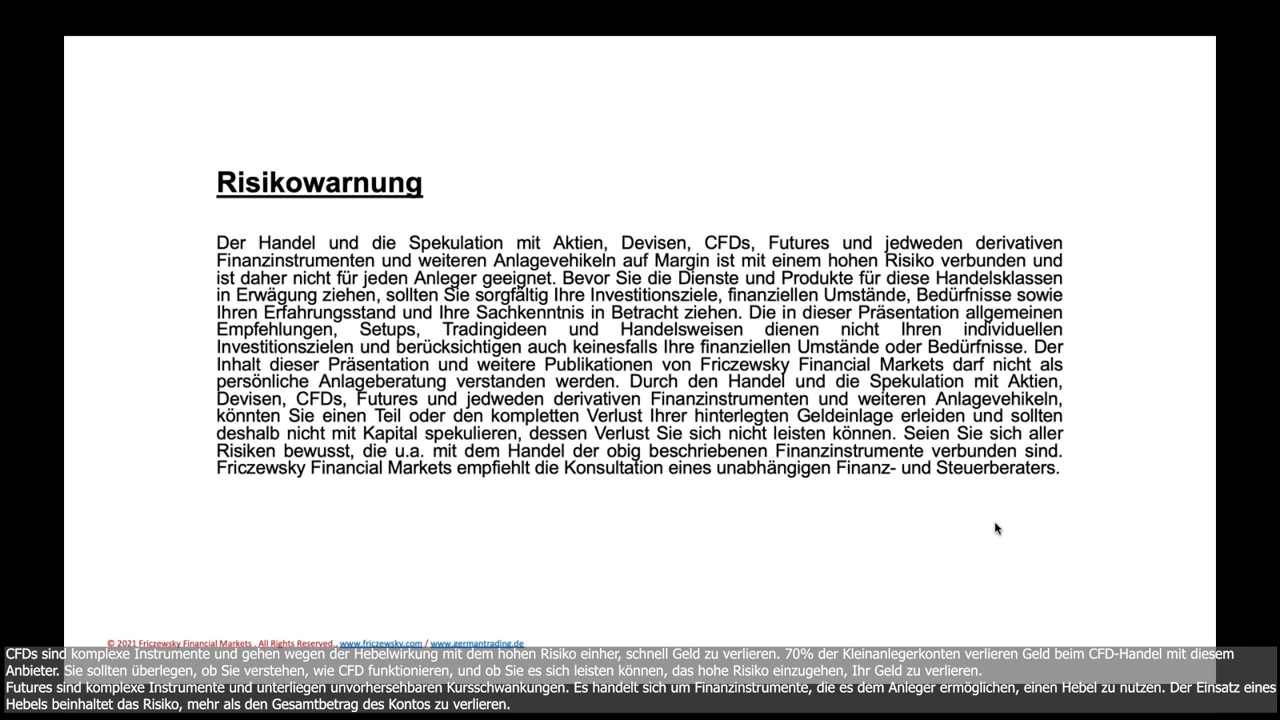 Risikowarnung
Der Handel und die Spekulation mit Aktien, Devisen, CFDs, Futures und jedweden derivativen
Finanzinstrumenten und weiteren Anlagevehikeln auf Margin ist mit einem hohen Risiko verbunden und
ist daher nicht für jeden Anleger geeignet. Bevor Sie die Dienste und Produkte für diese Handelsklassen
in Erwägung ziehen, sollten Sie sorgfältig Ihre Investitionsziele, finanziellen Umstände, Bedürfnisse sowie
Ihren Erfahrungsstand und Ihre Sachkenntnis in Betracht ziehen. Die in dieser Präsentation allgemeinen
Empfehlungen, Setups, Tradingideen und Handelsweisen dienen nicht Ihren individuellen
Investitionszielen und berücksichtigen auch keinesfalls Ihre finanziellen Umstände oder Bedürfnisse. Der
Inhalt dieser Präsentation und weitere Publikationen von Friczewsky Financial Markets darf nicht als
persönliche Anlageberatung verstanden werden. Durch den Handel und die Spekulation mit Aktien,
Devisen, CFDs, Futures und jedweden derivativen Finanzinstrumenten und weiteren Anlagevehikeln,
könnten Sie einen Teil oder den kompletten Verlust Ihrer hinterlegten Geldeinlage erleiden und sollten
deshalb nicht mit Kapital spekulieren, dessen Verlust Sie sich nicht leisten können. Seien Sie sich aller
Risiken bewusst, die u.a. mit dem Handel der obig beschriebenen Finanzinstrumente verbunden sind.
Friczewsky Financial Markets empfiehlt die Konsultation eines unabhängigen Finanz- und Steuerberaters.
© 2021 Friczewsky Financial Markets . All Rights Reserved . www.friczewsky.com / www.germantrading.de
CFDs sind komplexe Instrumente und gehen wegen der Hebelwirkung mit dem hohen Risiko einher, schnell Geld zu verlieren. 70% der Kleinanlegerkonten verlieren Geld beim CFD-Handel mit diesem
Anbieter. Sie sollten überlegen, ob Sie verstehen, wie CFD funktionieren, und ob Sie es sich leisten können, das hohe Risiko einzugehen, Ihr Geld zu verlieren.
Futures sind komplexe Instrumente und unterliegen unvorhersehbaren Kursschwankungen. Es handelt sich um Finanzinstrumente, die es dem Anleger ermöglichen, einen Hebel zu nutzen. Der Einsatz eines
Hebels beinhaltet das Risiko, mehr als den Gesamtbetrag des Kontos zu verlieren.